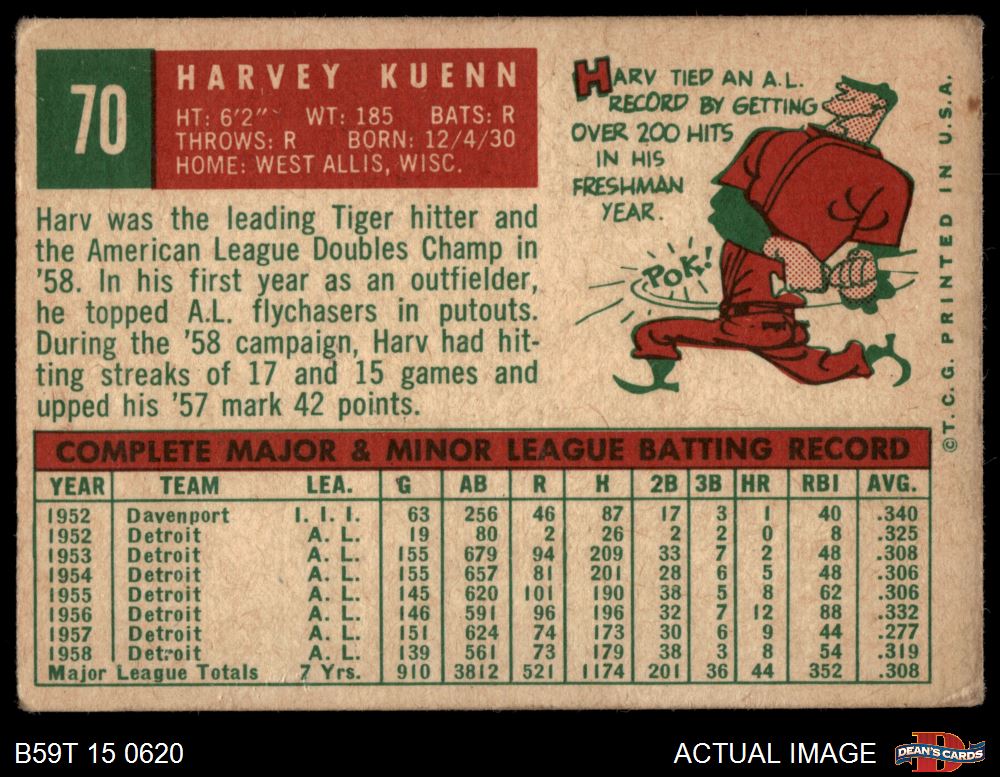 70
HARVEY KUENN
HT: 6'2" WT: 185 BATS: R
THROWS: R BORN: 12/4/30
HOME: WEST ALLIS, WISC.
HARV TIED AN A.L.
RECORD BY GETTING
OVER 200 HITS
IN HIS
FRESHMAN
YEAR.
POK!
Harv was the leading Tiger hitter and
the American League Doubles Champ in
'58. In his first year as an outfielder,
he topped A.L. flychasers in putouts.
During the '58 campaign, Harv had hit-
ting streaks of 17 and 15 games and
upped his '57 mark 42 points.
©T.C.G. PRINTED IN U.S.A.
COMPLETE MAJOR & MINOR LEAGUE BATTING RECORD
YEAR TEAM LEA. G AB R H 2B 3B HR RBI AVG.
1952 Davenport I. I. I. 63 256 46 87 17 3 1 40 .340
1952 Detroit A. L. 19 80 2 26 2 2 0 8 .325
1953 Detroit A. L. 155 679 94 209 33 7 2 48 .308
1954 Detroit A. L. 155 657 81 201 28 6 5 48 .306
1955 Detroit A. L. 145 620 101 190 38 5 8 62 .306
1956 Detroit A. L. 146 591 96 196 32 7 12 88 .332
1957 Detroit A. L. 151 624 74 173 30 6 9 44 .277
1958 Detroit A. L. 139 561 73 179 38 3 8 54 .319
Major League Totals 7 Yrs. 910 3812 521 1174 201 36 44 352 .308
B59T 15 0620
ACTUAL IMAGE
DEAN'S CARDS